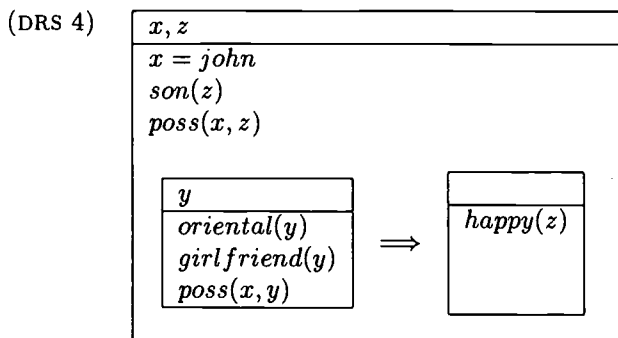 (DRS 4)
x, z
x = john
son(z)
poss(x, z)
y
oriental(y)
girlfriend(y)
poss(x, y)
⟹
happy(z)